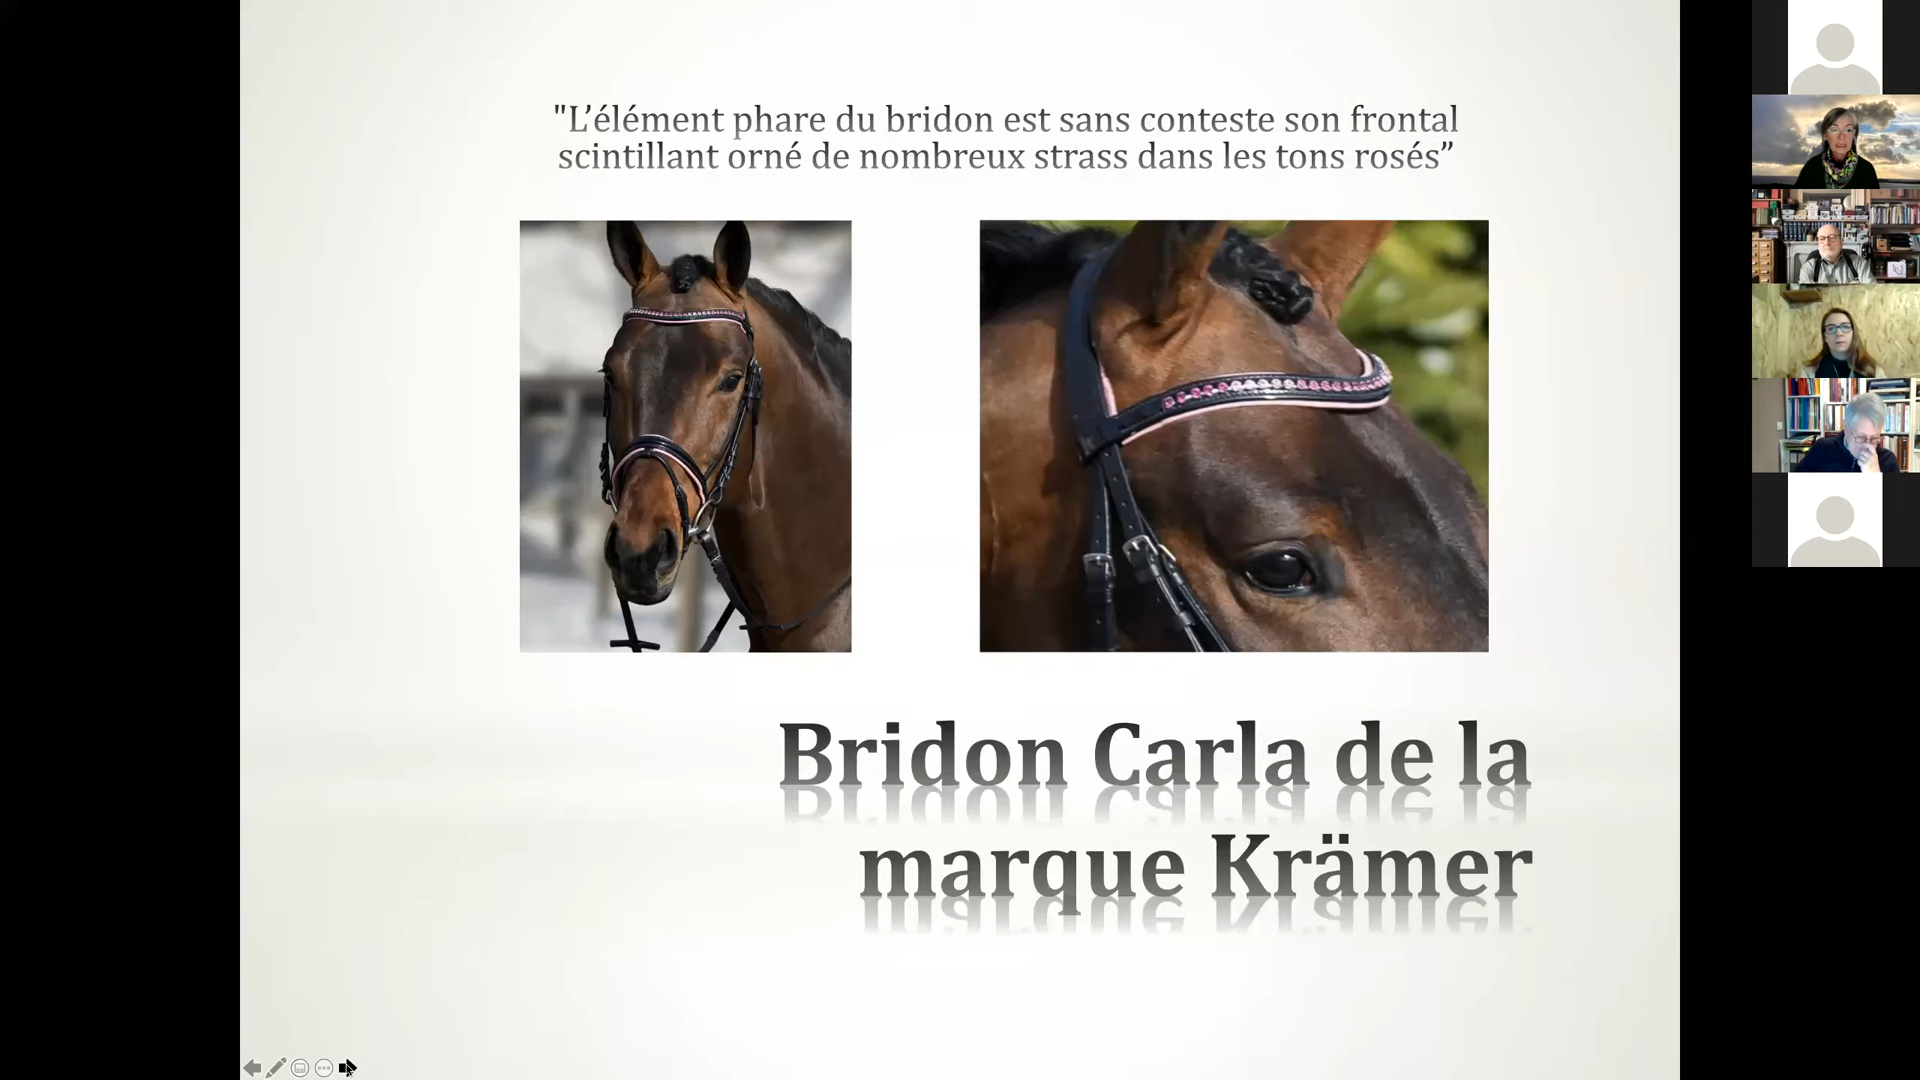 "L’élément phare du bridon est sans conteste son frontal
scintillant orné de nombreux strass dans les tons rosés”
Bridon Carla de la
marque Krämer